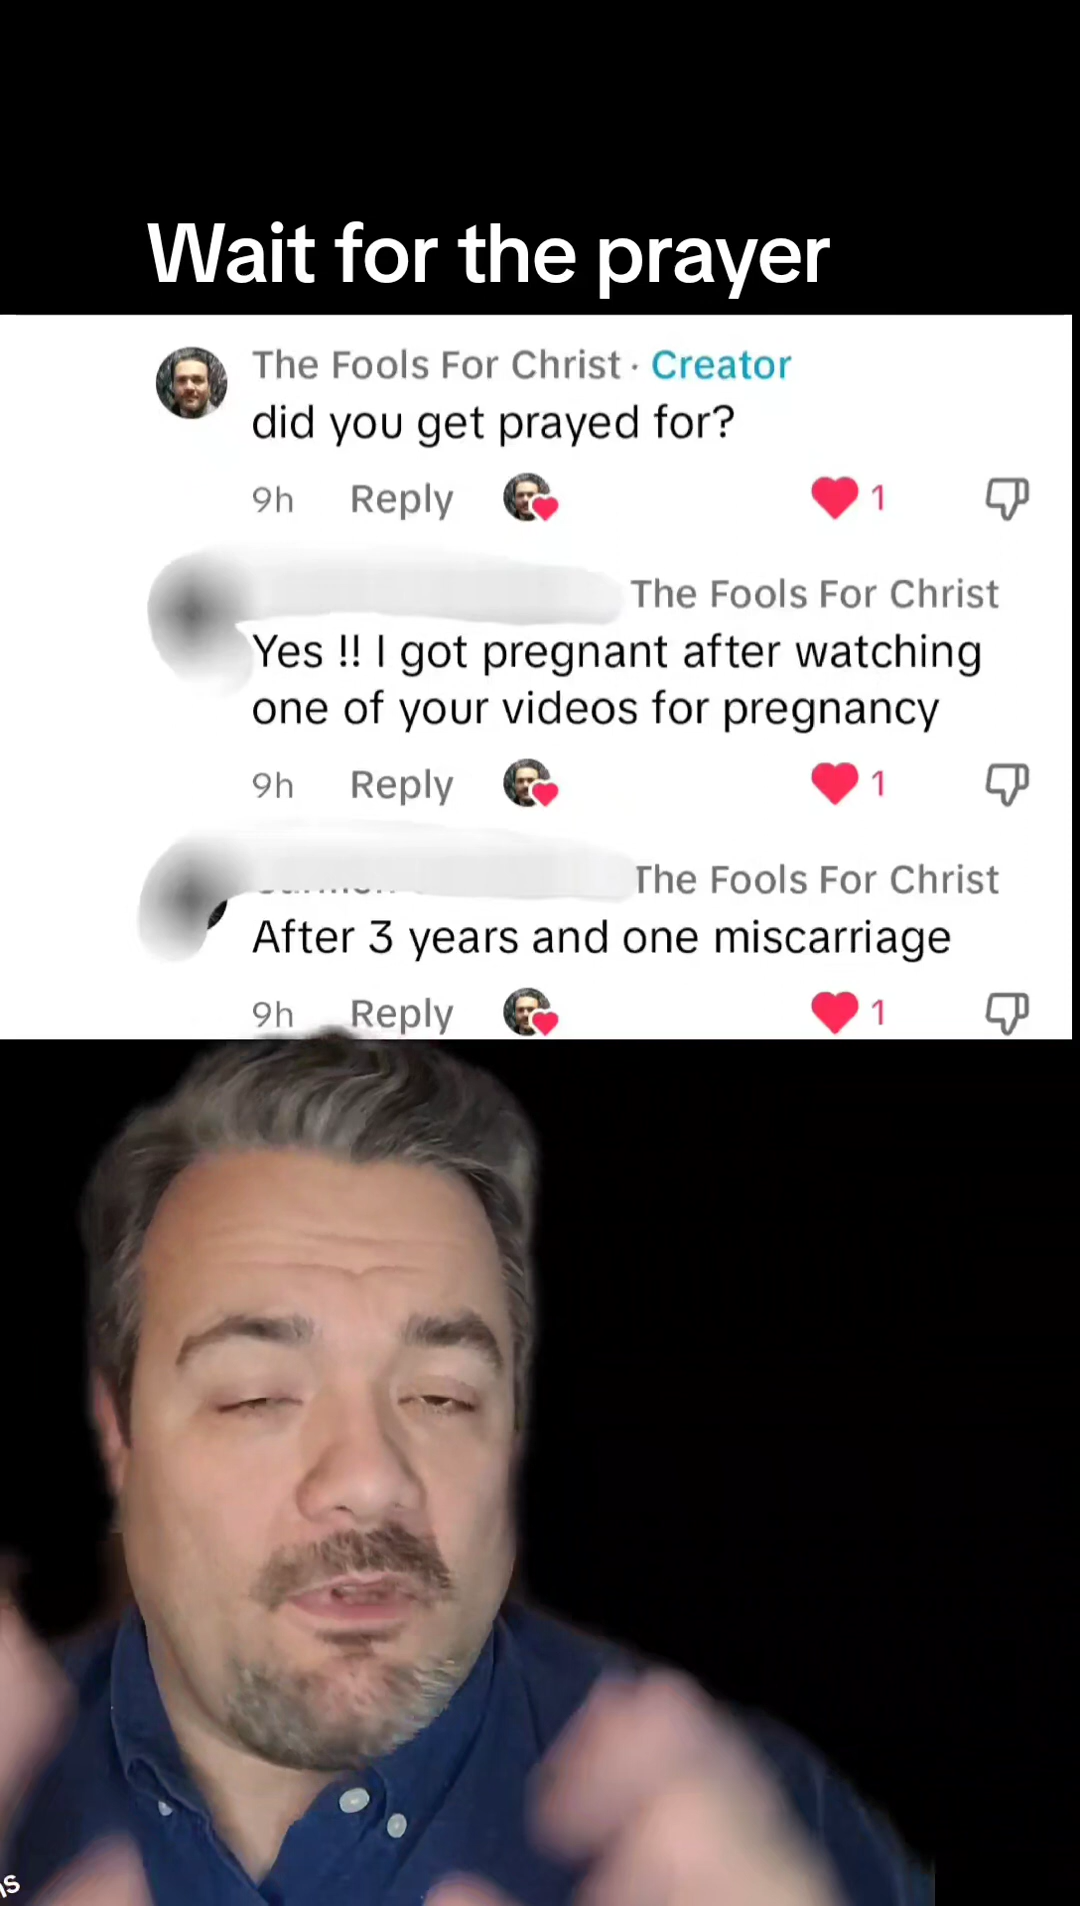 Wait for the prayer
The Fools For Christ · Creator
did you get prayed for?
9h Reply 1
The Fools For Christ
Yes !! I got pregnant after watching
one of your videos for pregnancy
9h Reply 1
The Fools For Christ
After 3 years and one miscarriage
9h Reply 1